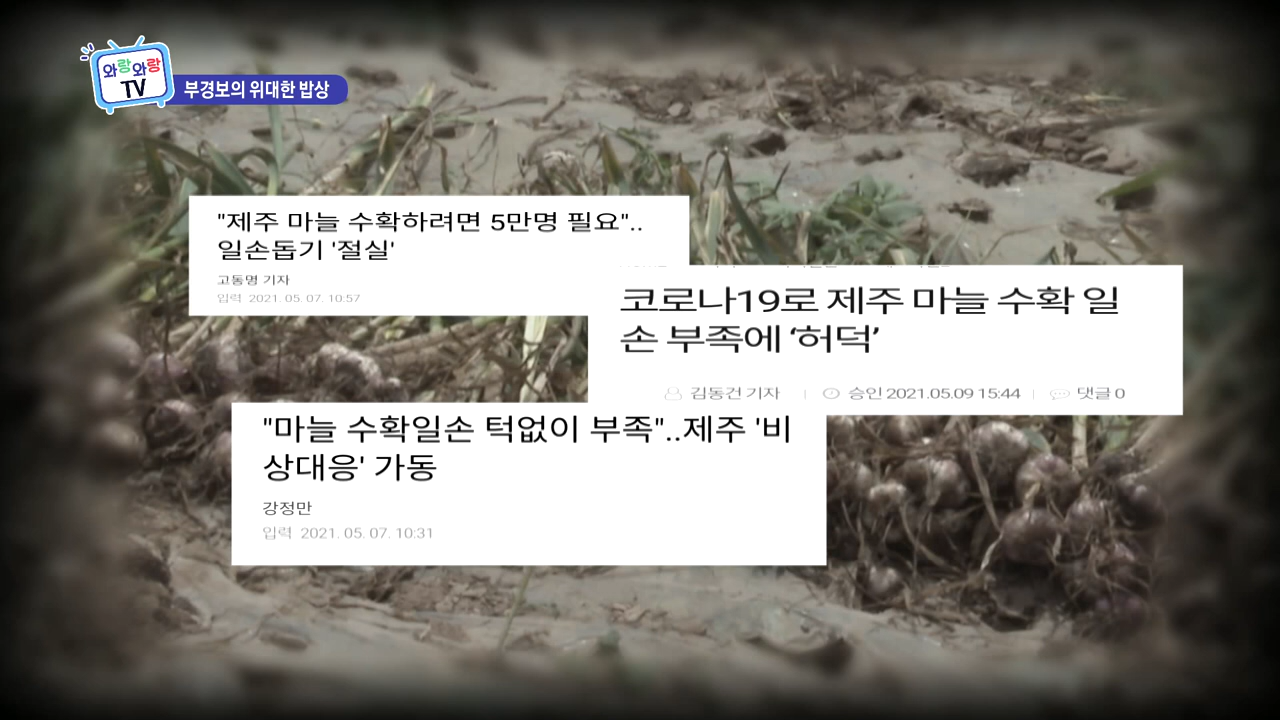 와랑와랑
TV
부경보의 위대한 밥상
"제주 마늘 수확하려면 5만명 필요"..
일손돕기 '절실'
고동명 기자
입력 2021. 05. 07. 10:57
코로나19로 제주 마늘 수확 일
손 부족에 ‘허덕’
김동건 기자 승인 2021.05.09 15:44 댓글 0
"마늘 수확일손 턱없이 부족"..제주 '비
상대응' 가동
강정만
입력 2021. 05. 07. 10:31